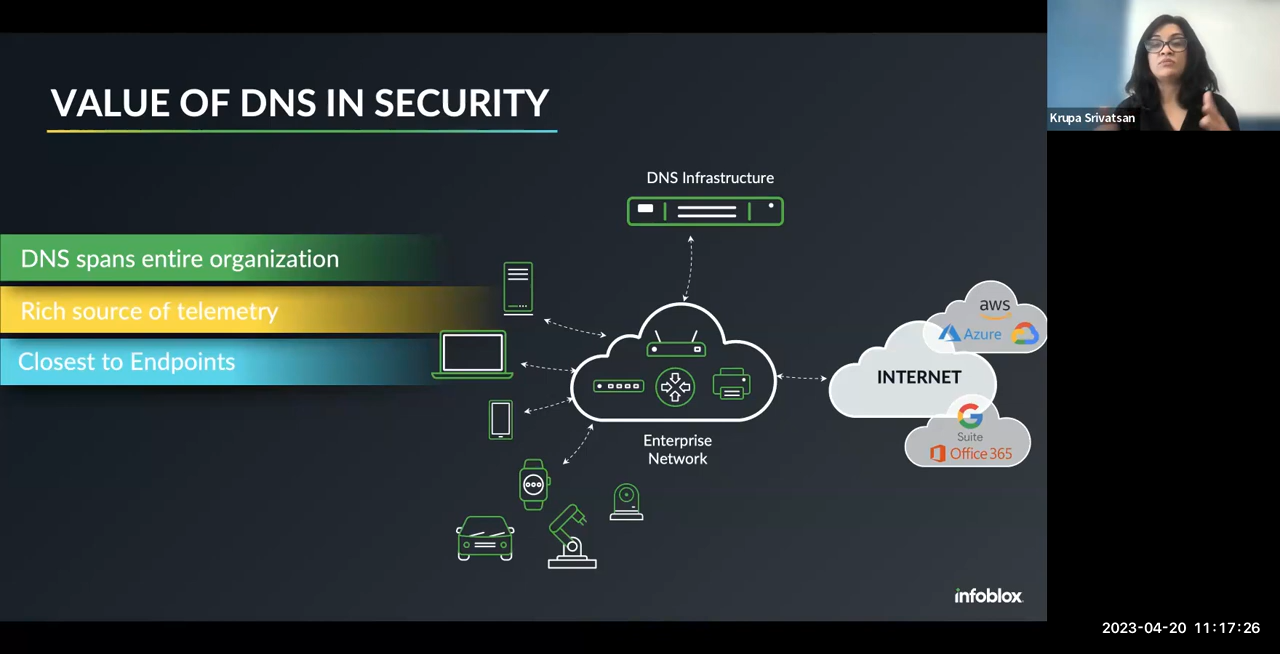 VALUE OF DNS IN SECURITY
Krupa Srivatsan
DNS Infrastructure
DNS spans entire organization
Rich source of telemetry
Closest to Endpoints
aws
Azure
INTERNET
G
Suite
Office 365
Enterprise
Network
infoblox
2023-04-20 11:17:26